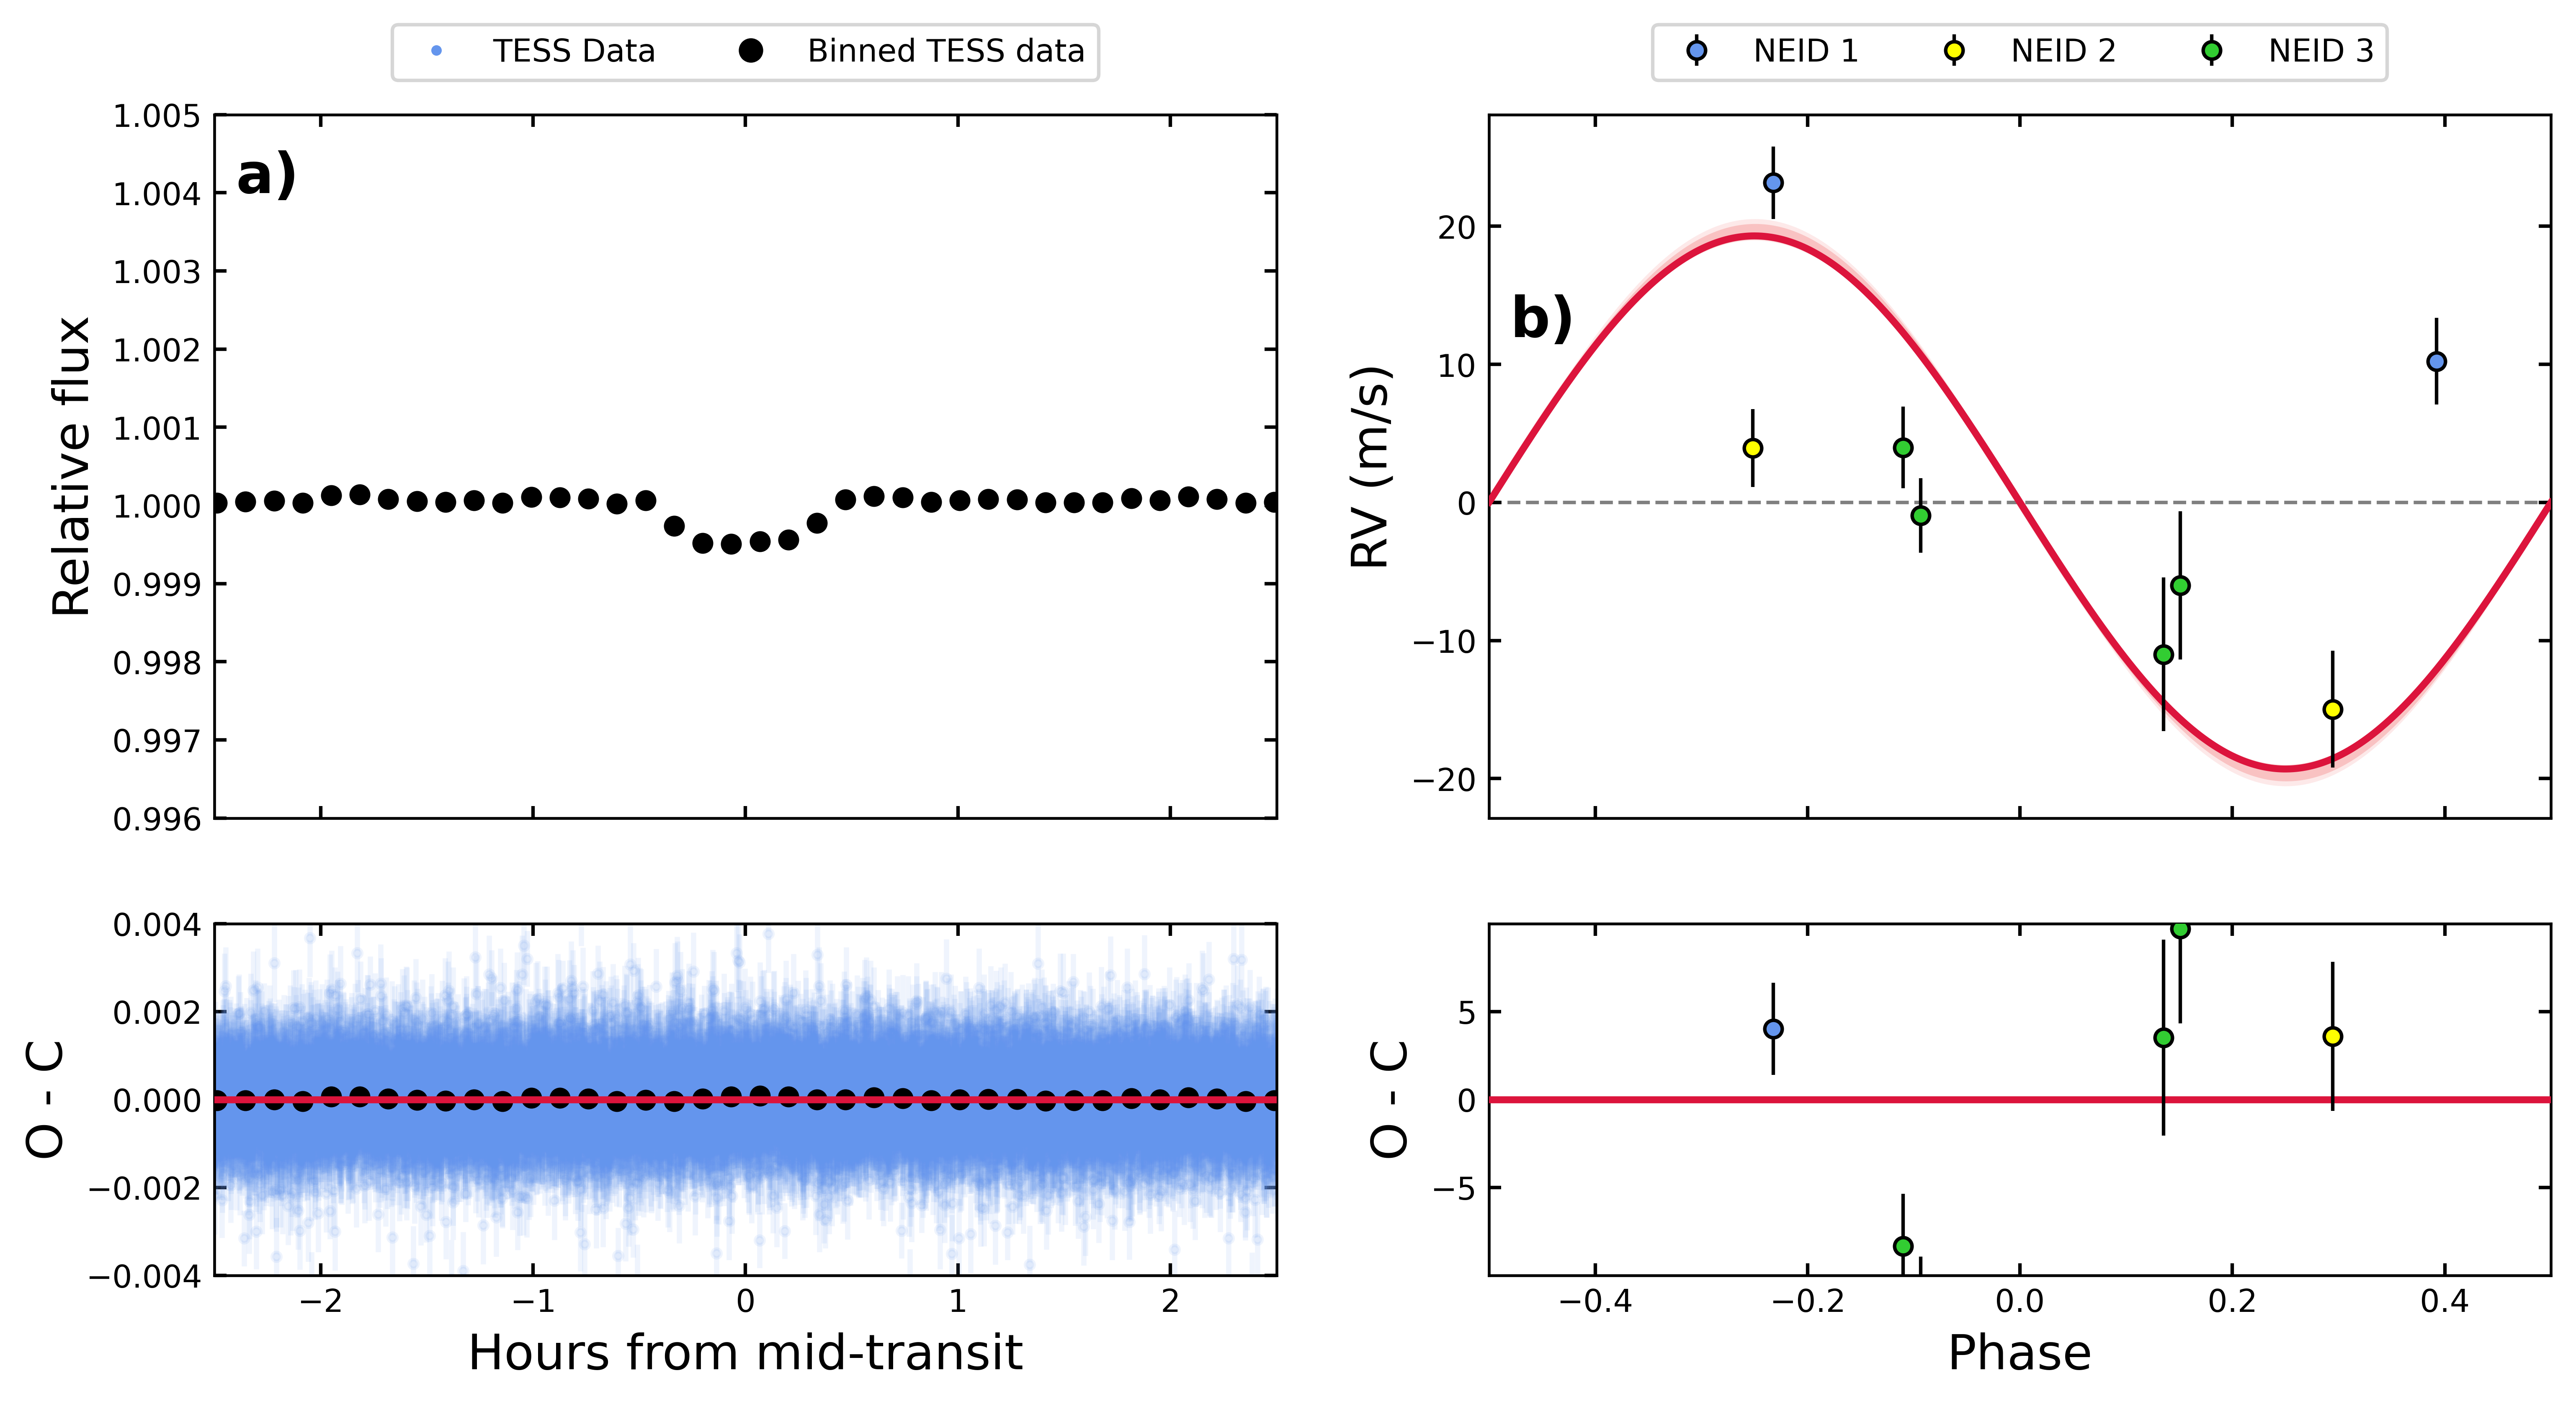 TESS Data Binned TESS data
NEID 1 NEID 2 NEID 3
a)
1.005
1.004
1.003
1.002
1.001
1.000
0.999
0.998
0.997
0.996
Relative flux
b)
20
10
0
−10
−20
RV (m/s)
0.004
0.002
0.000
−0.002
−0.004
O - C
−2 −1 0 1 2
Hours from mid-transit
5
0
−5
O - C
−0.4 −0.2 0.0 0.2 0.4
Phase